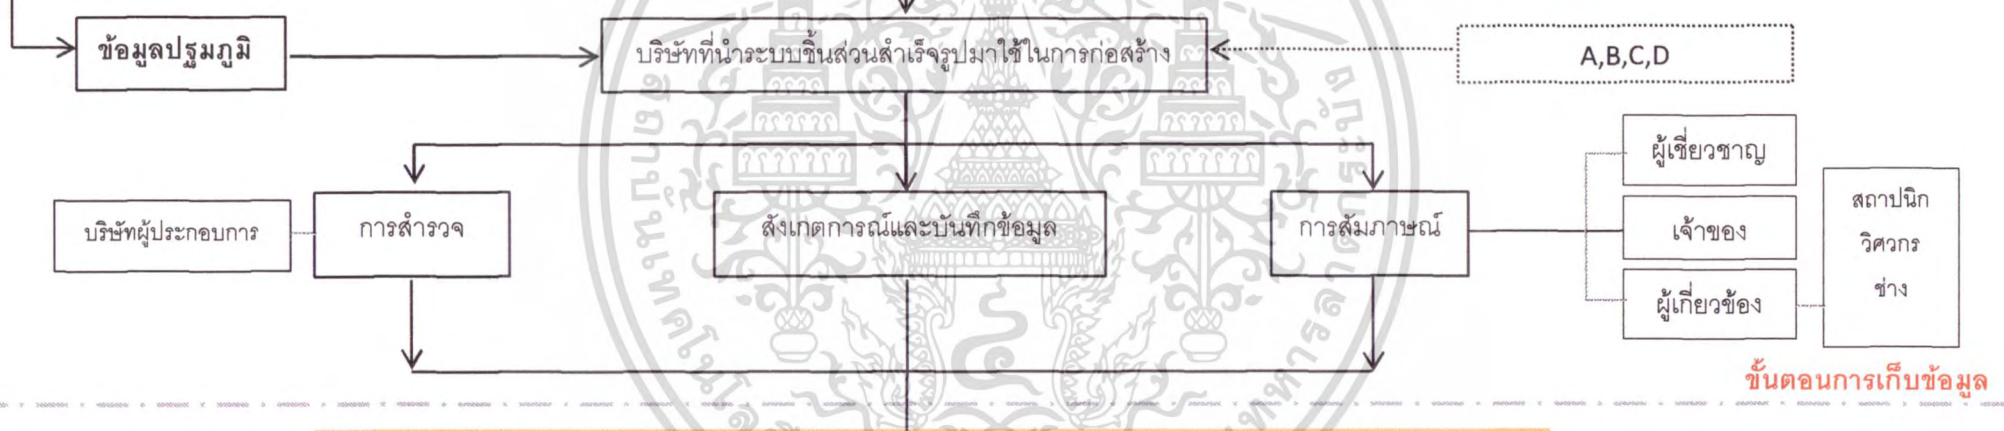 ข้อมูลปฐมภูมิ
บริษัทที่นำระบบชิ้นส่วนสำเร็จรูปมาใช้ในการก่อสร้าง
A,B,C,D
บริษัทผู้ประกอบการ
การสำรวจ
สังเกตการณ์และบันทึกข้อมูล
การสัมภาษณ์
ผู้เชี่ยวชาญ
เจ้าของ
ผู้เกี่ยวข้อง
สถาปนิก
วิศวกร
ช่าง
ขั้นตอนการเก็บข้อมูล